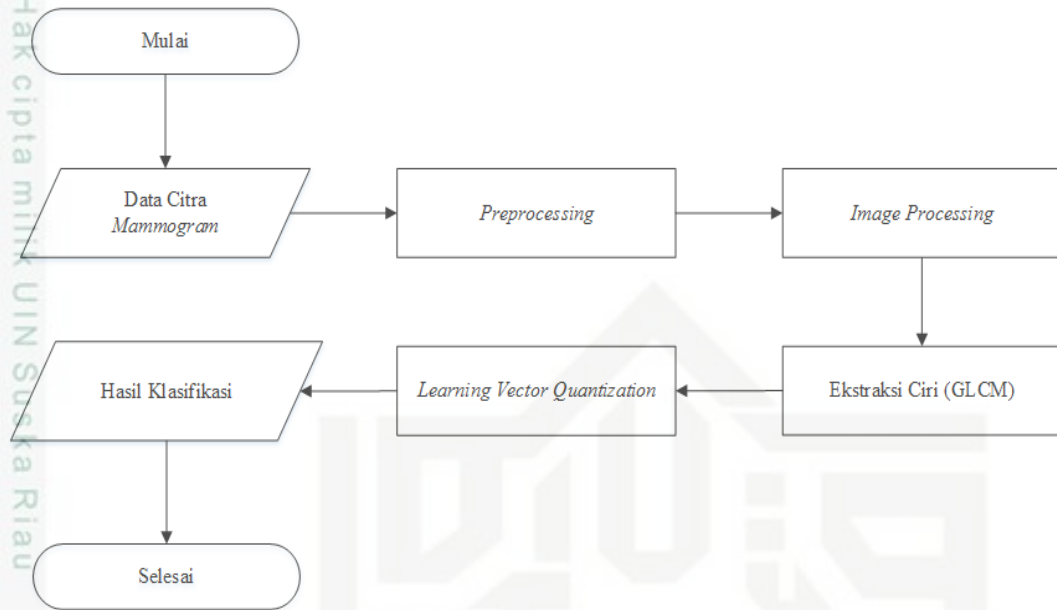 Hak cipta milik UIN Suska Riau
Mulai
Data Citra
Mammogram
Preprocessing
Image Processing
Ekstraksi Ciri (GLCM)
Learning Vector Quantization
Hasil Klasifikasi
Selesai